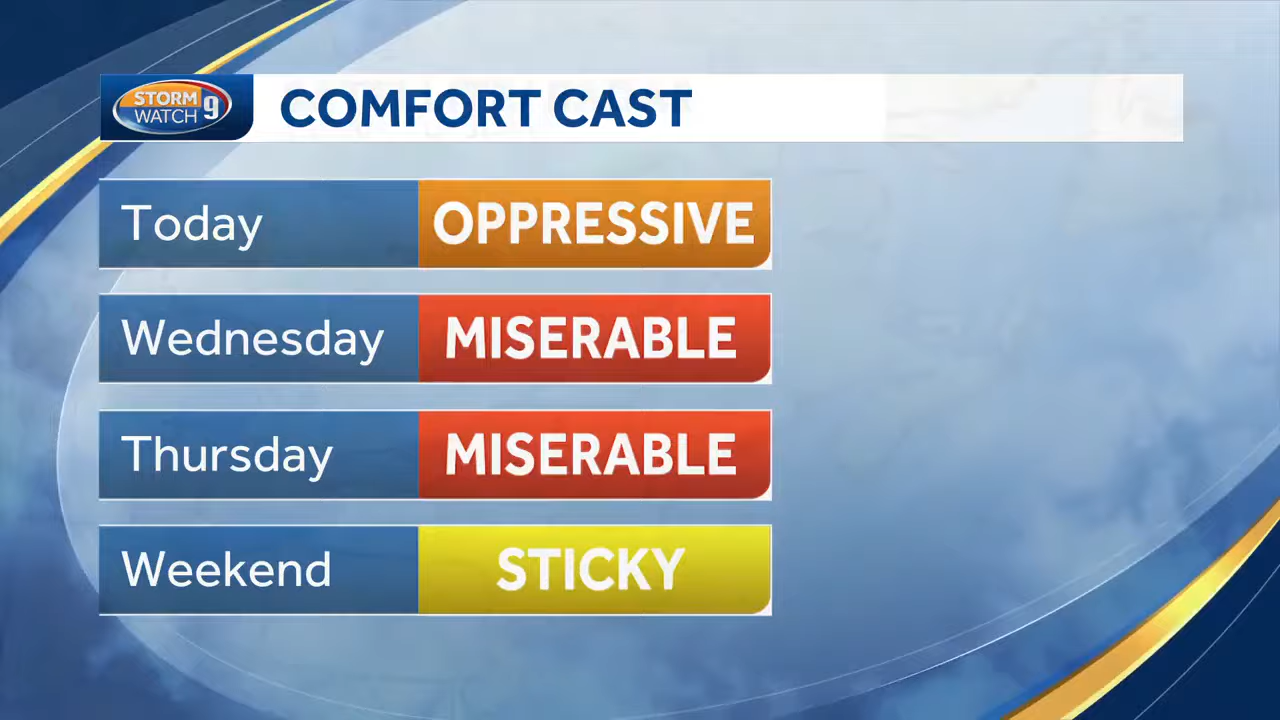 STORM
WATCH 9
COMFORT CAST
Today OPPRESSIVE
Wednesday MISERABLE
Thursday MISERABLE
Weekend STICKY